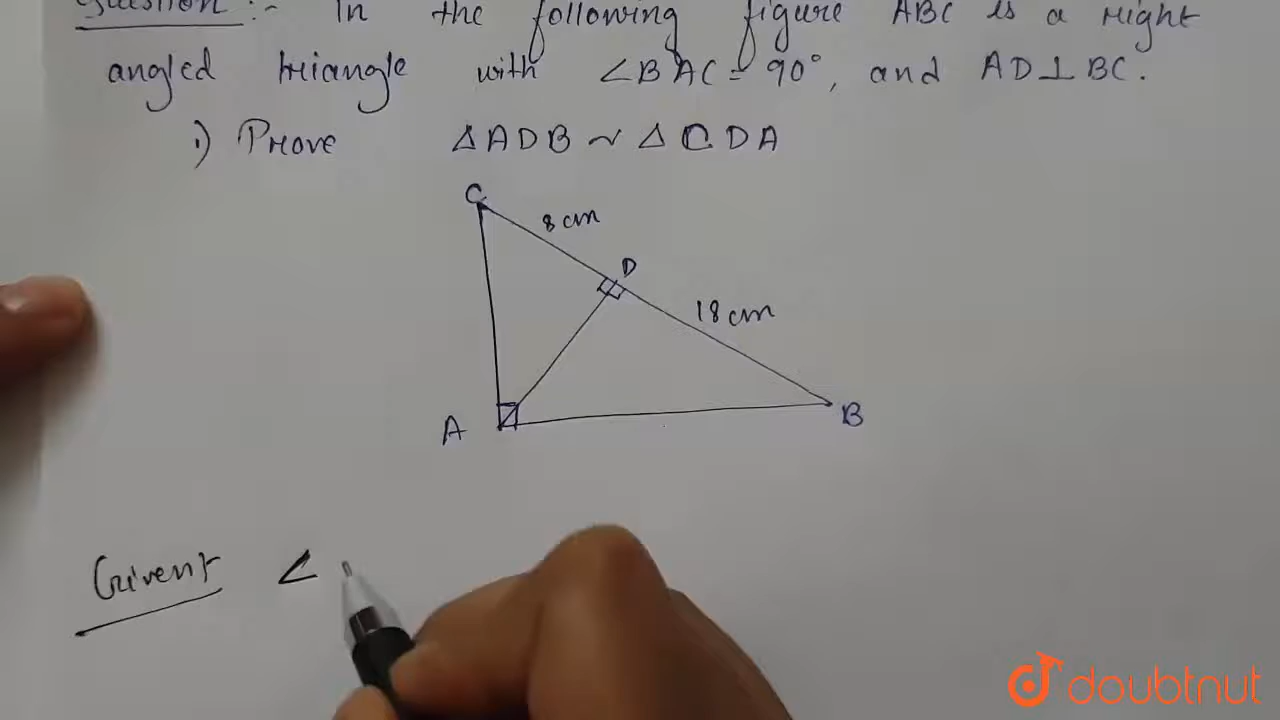 Question :- In the following figure ABC is a right
angled triangle with ∠BAC = 90°, and AD⊥BC.
i) Prove ΔADB ~ ΔCDA
C
8 cm
D
18 cm
A
B
Given ∠
doubtnut